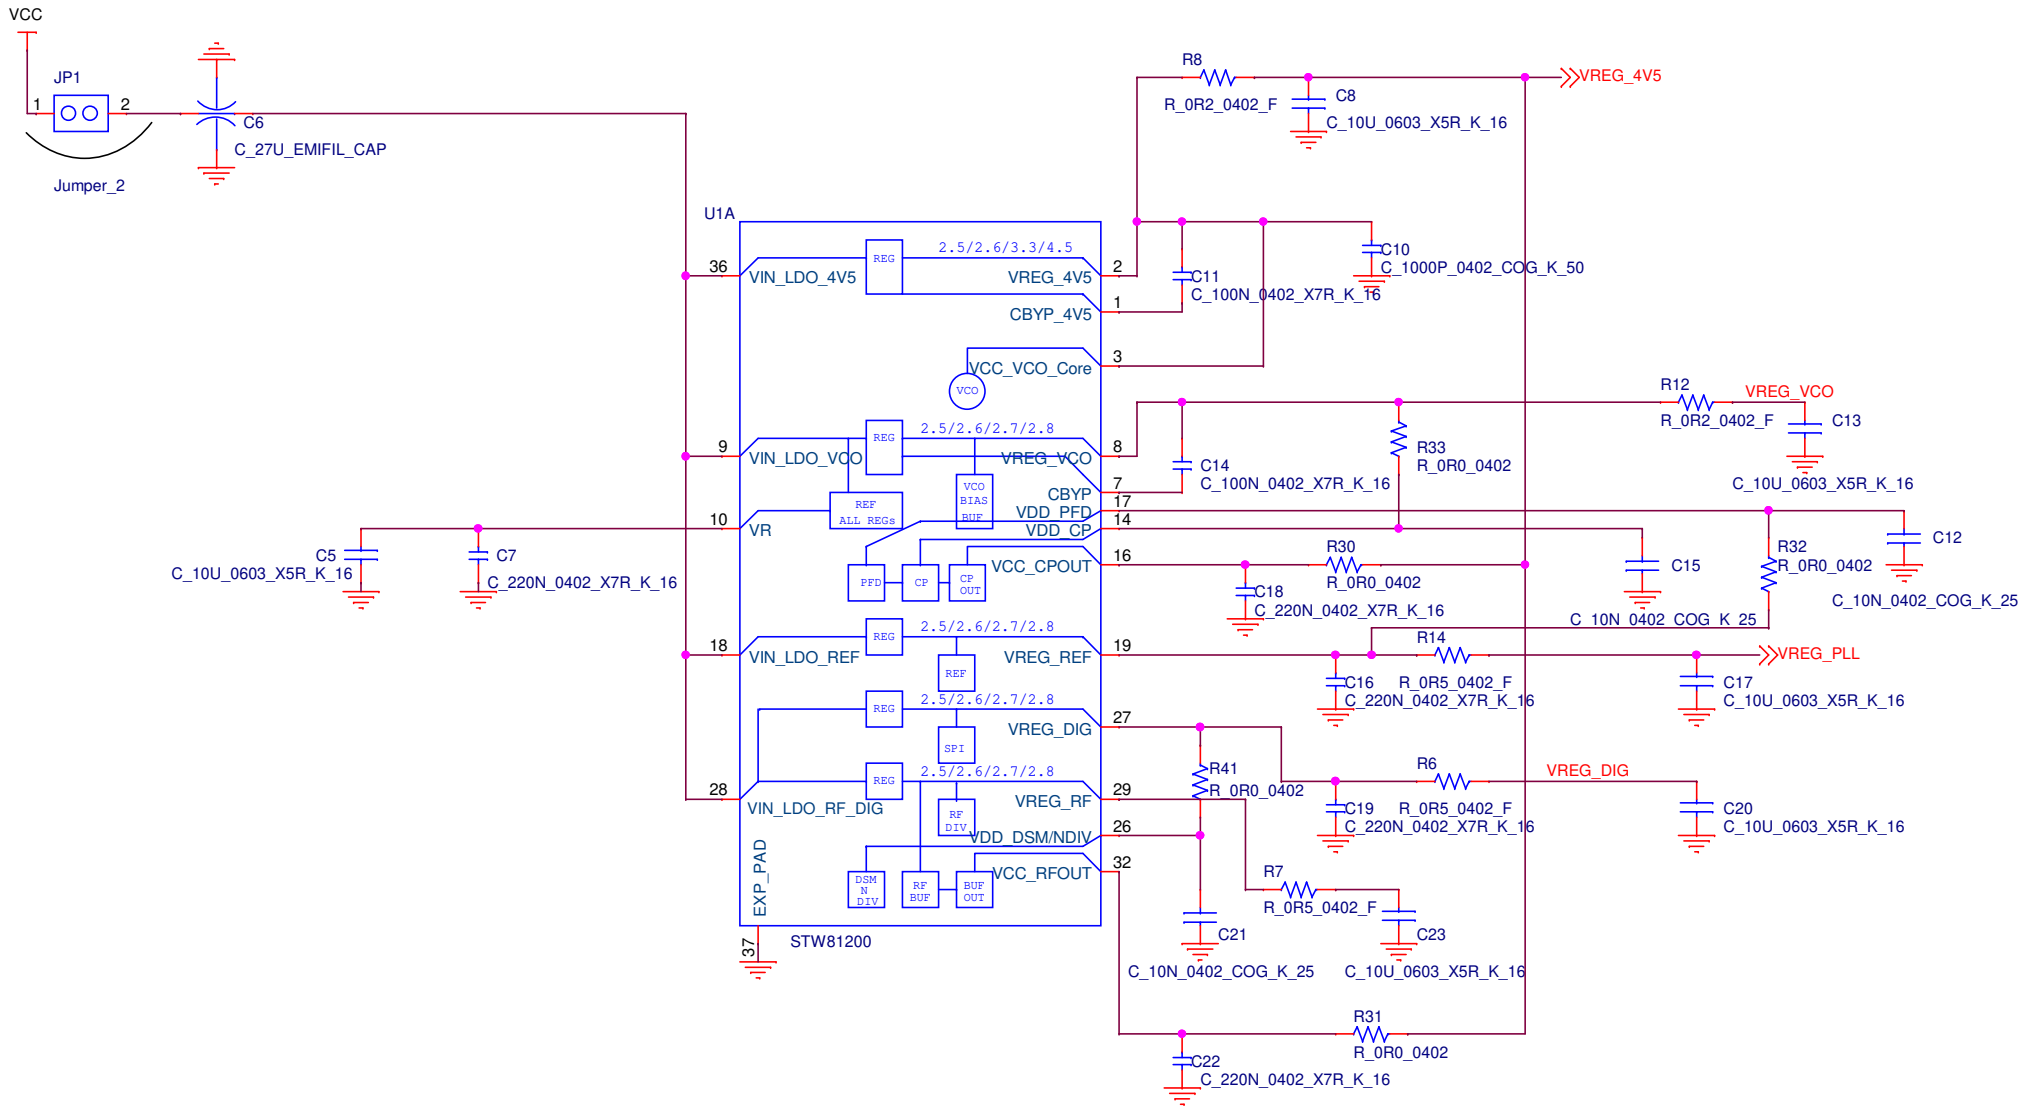 VCC
JP1
1
2
Jumper_2
C6
C_27U_EMIFIL_CAP
R8
R_0R2_0402_F
C8
C_10U_0603_X5R_K_16
VREG_4V5
U1A
36
VIN_LDO_4V5
REG
2.5/2.6/3.3/4.5
VREG_4V5
2
CBYP_4V5
1
C11
C_100N_0402_X7R_K_16
C10
C_1000P_0402_COG_K_50
VCC_VCO_Core
3
VCO
9
VIN_LDO_VCO
REG
2.5/2.6/2.7/2.8
VREG_VCO
8
CBYP
7
C14
C_100N_0402_X7R_K_16
R33
R_0R0_0402
R12
R_0R2_0402_F
VREG_VCO
C13
C_10U_0603_X5R_K_16
VCO
BIAS
BUF
REF
ALL REGs
10
VR
C5
C_10U_0603_X5R_K_16
C7
C_220N_0402_X7R_K_16
VDD_PFD
17
VDD_CP
14
VCC_CPOUT
16
PFD
CP
CP
OUT
C18
C_220N_0402_X7R_K_16
R30
R_0R0_0402
C15
C_10N_0402_COG_K_25
R32
R_0R0_0402
C12
C_10N_0402_COG_K_25
18
VIN_LDO_REF
REG
2.5/2.6/2.7/2.8
VREG_REF
19
REF
C16
C_220N_0402_X7R_K_16
R14
R_0R5_0402_F
VREG_PLL
C17
C_10U_0603_X5R_K_16
REG
2.5/2.6/2.7/2.8
VREG_DIG
27
SPI
R41
R_0R0_0402
R6
R_0R5_0402_F
VREG_DIG
C19
C_220N_0402_X7R_K_16
C20
C_10U_0603_X5R_K_16
28
VIN_LDO_RF_DIG
REG
2.5/2.6/2.7/2.8
VREG_RF
29
RF
DIV
VDD_DSM/NDIV
26
VCC_RFOUT
32
DSM
N
DIV
RF
BUF
BUF
OUT
EXP_PAD
37
STW81200
R7
R_0R5_0402_F
C21
C_10N_0402_COG_K_25
C23
C_10U_0603_X5R_K_16
R31
R_0R0_0402
C22
C_220N_0402_X7R_K_16